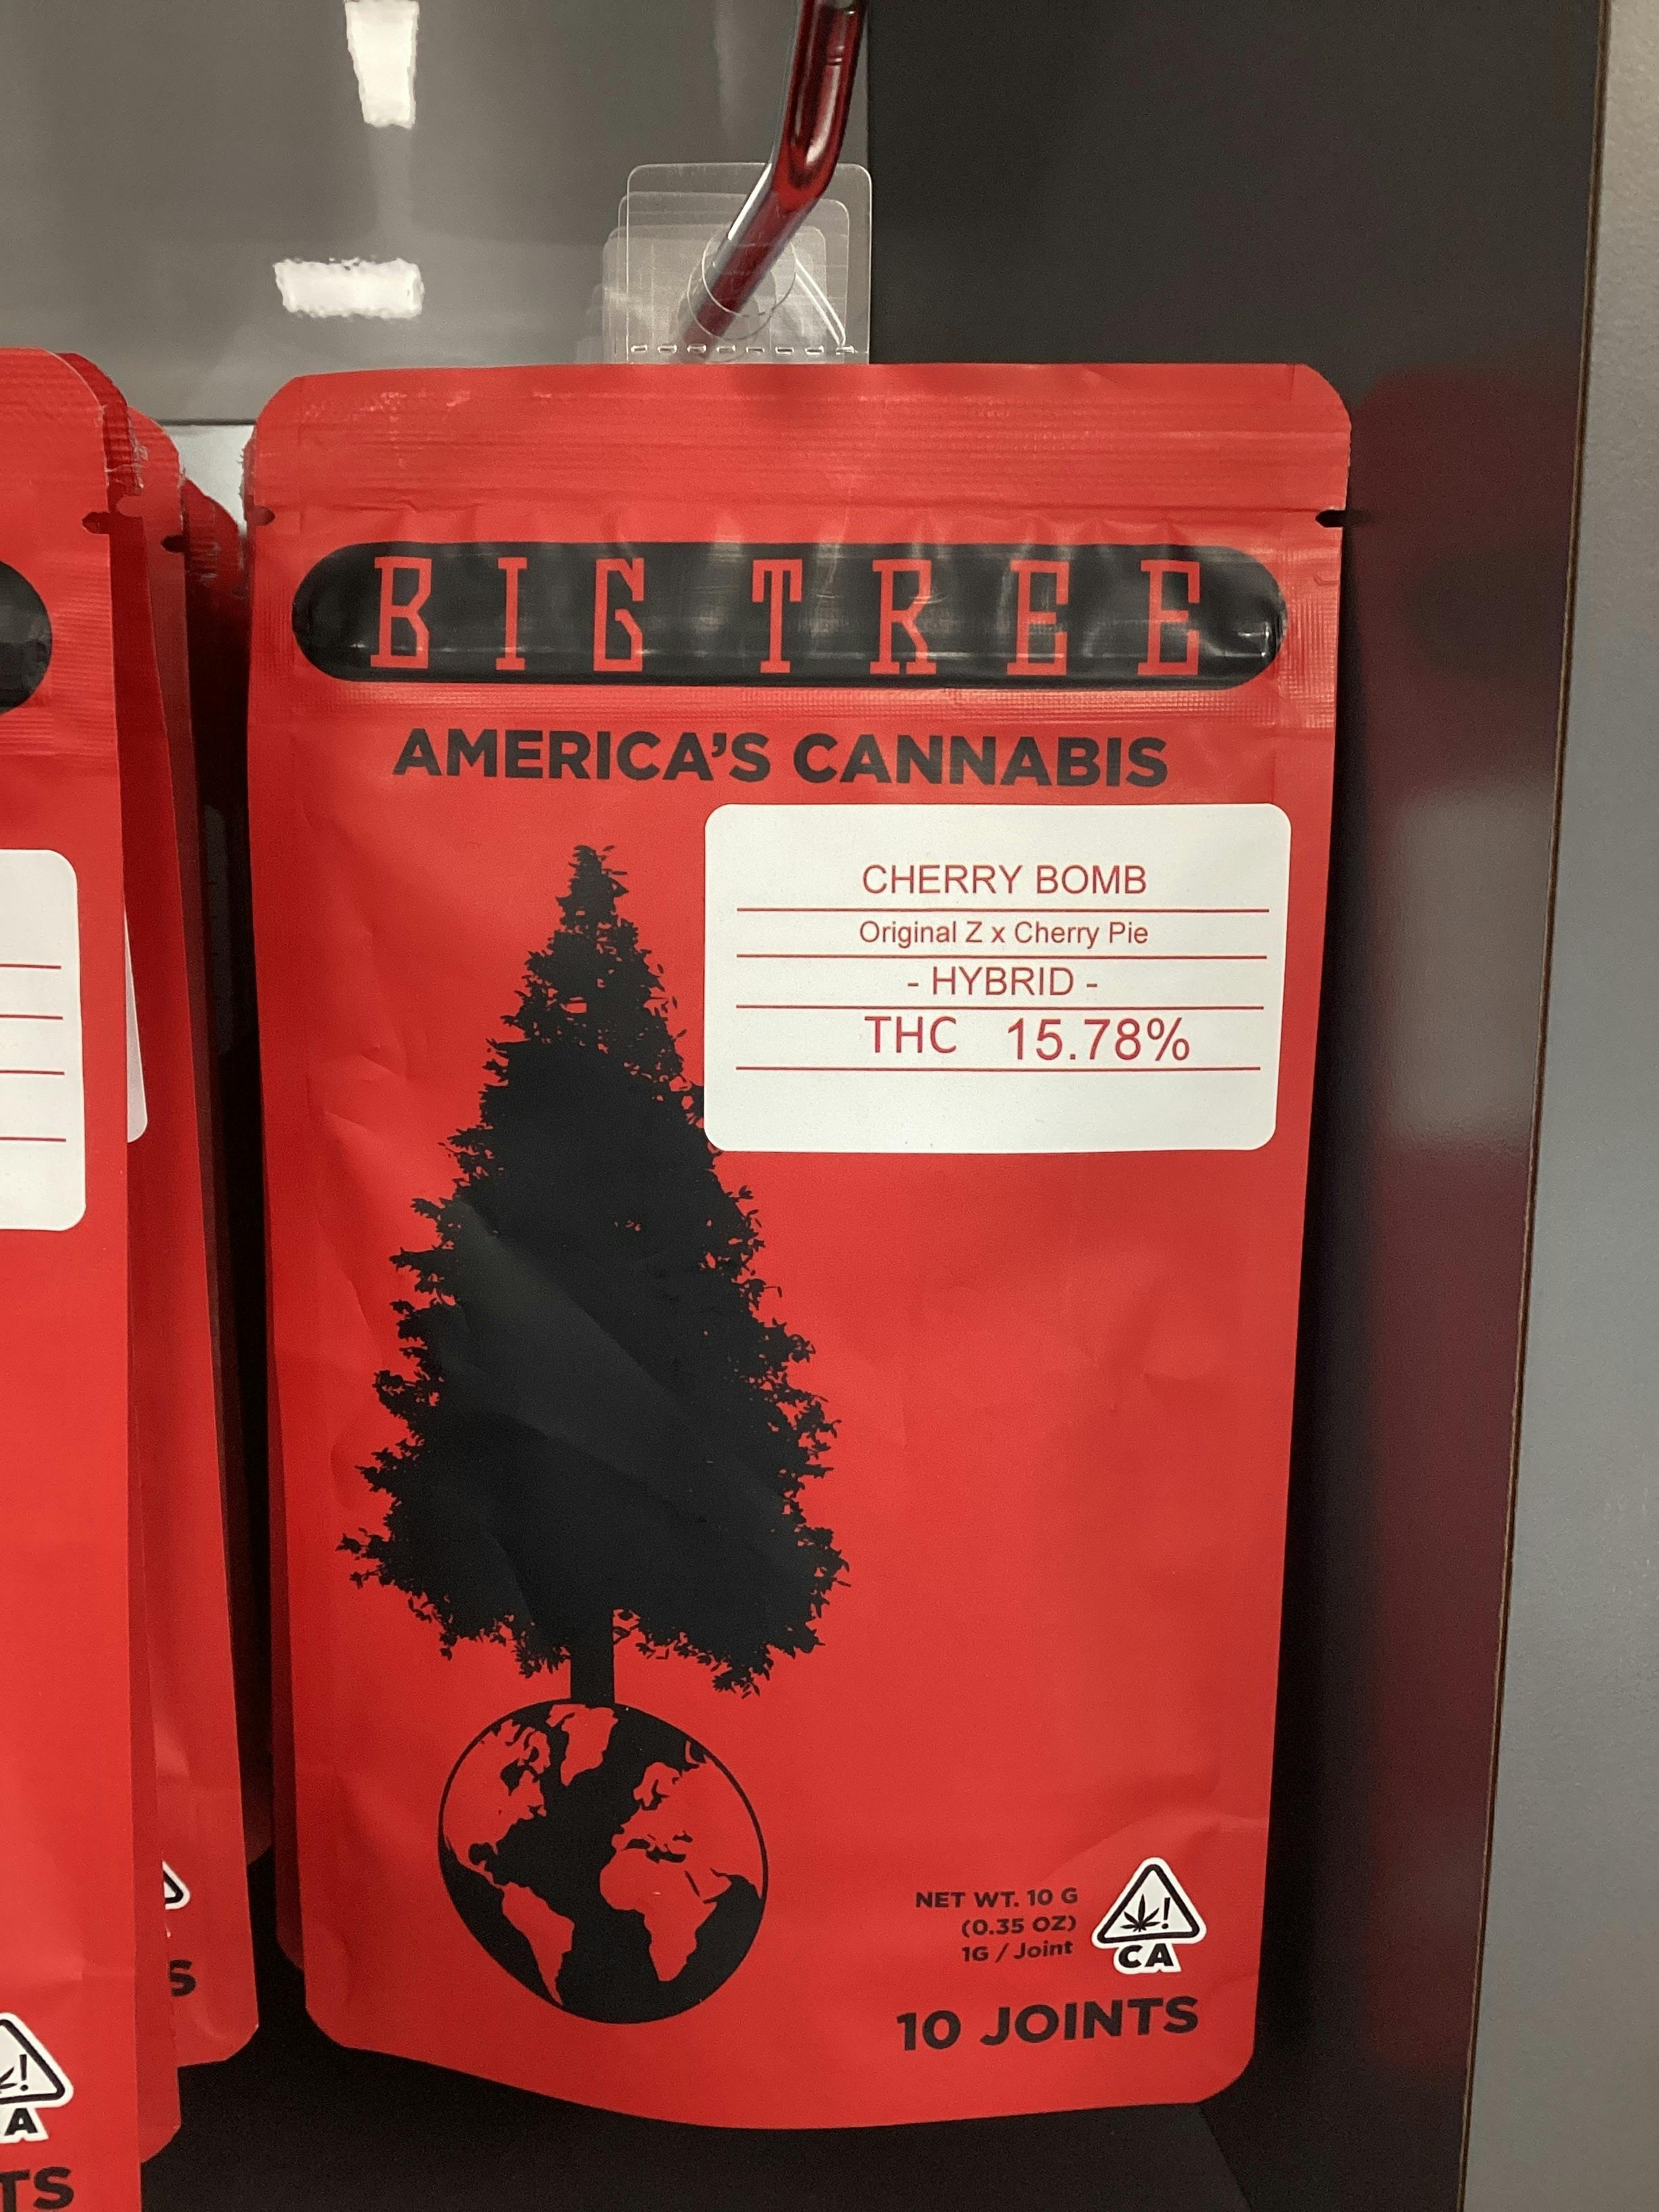 BIG TREE
AMERICA'S CANNABIS
CHERRY BOMB
Original Z x Cherry Pie
- HYBRID -
THC 15.78%
NET WT. 10 G
(0.35 OZ)
1G / Joint
CA
10 JOINTS
S
A
TS